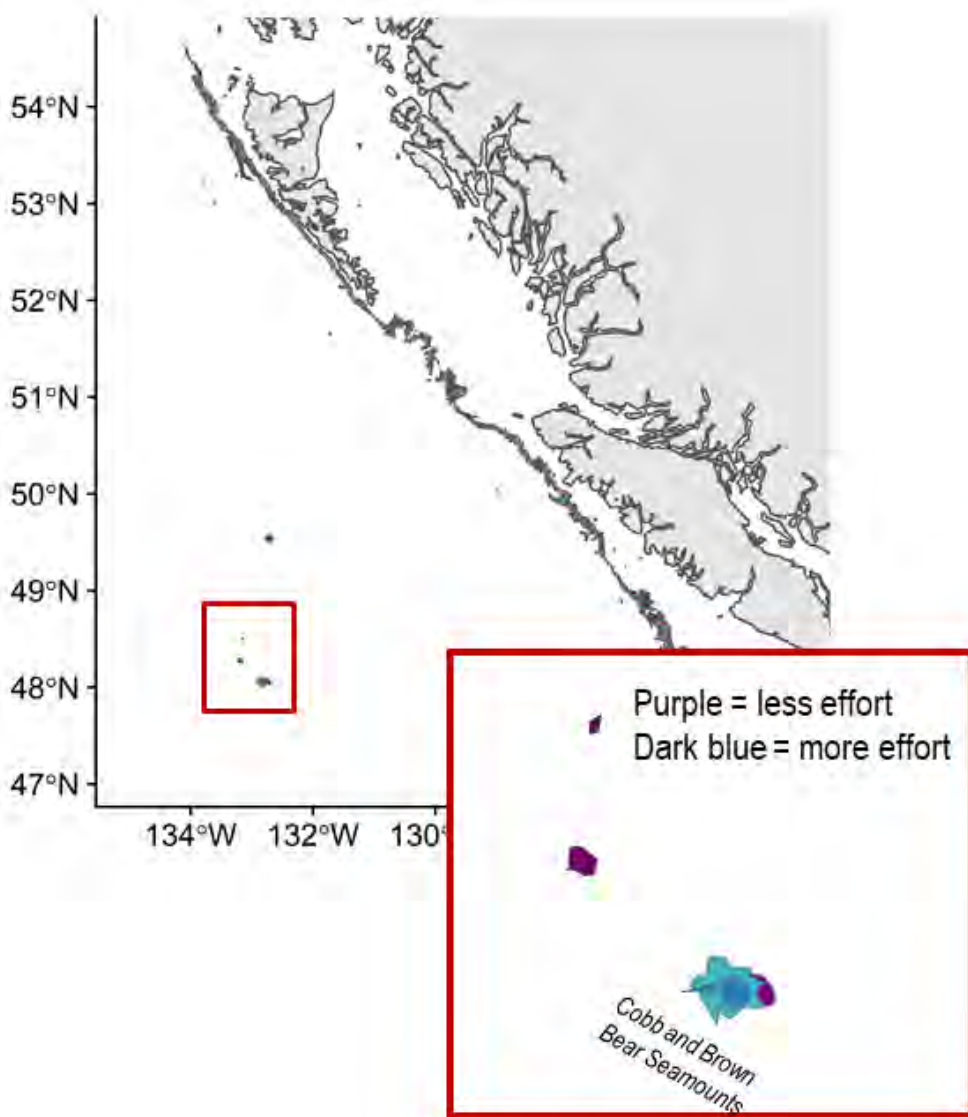 54°N
53°N
52°N
51°N
50°N
49°N
48°N
47°N
134°W 132°W 130°
Purple = less effort
Dark blue = more effort
Cobb and Brown
Bear Seamounts